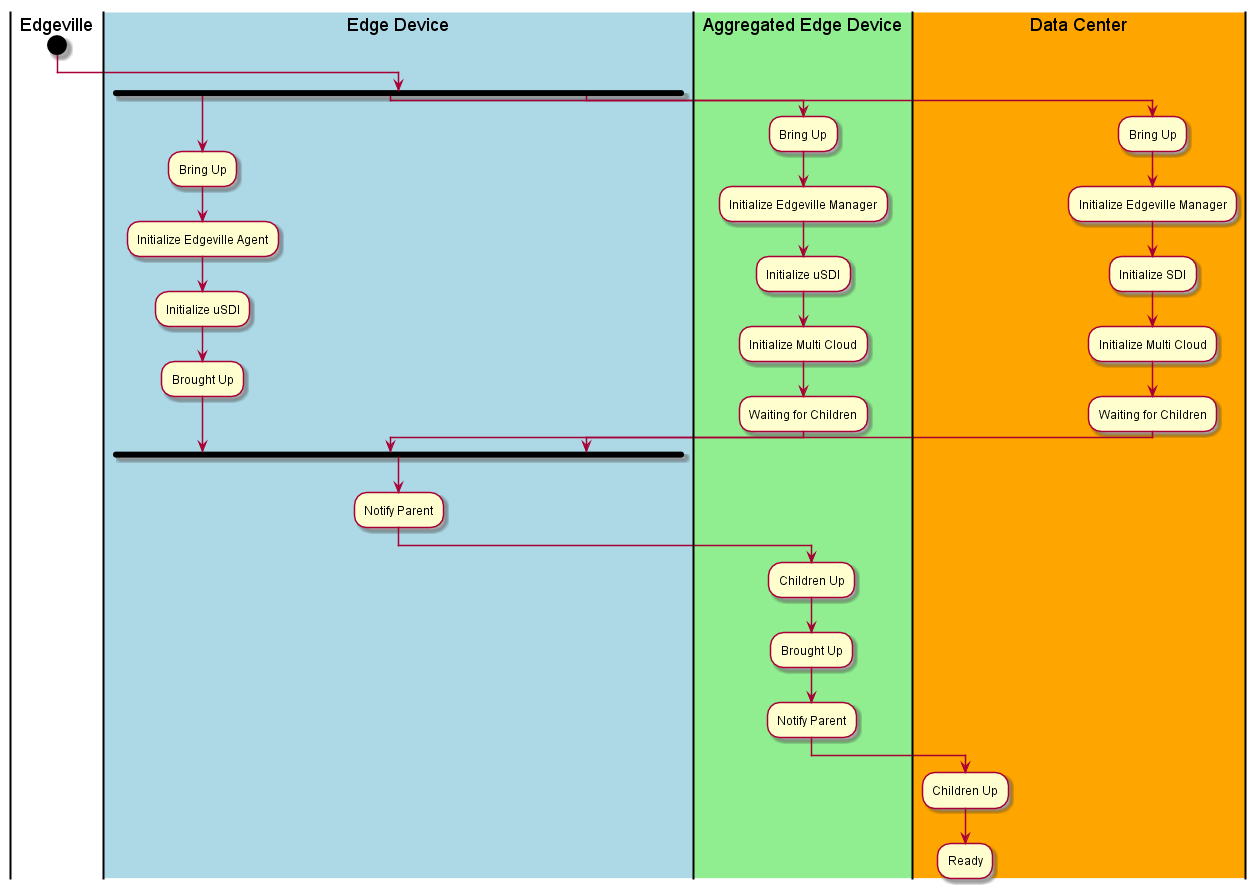 Edgeville
Edge Device
Aggregated Edge Device
Data Center
Bring Up
Initialize Edgeville Agent
Initialize uSDI
Brought Up
Bring Up
Initialize Edgeville Manager
Initialize uSDI
Initialize Multi Cloud
Waiting for Children
Bring Up
Initialize Edgeville Manager
Initialize SDI
Initialize Multi Cloud
Waiting for Children
Notify Parent
Children Up
Brought Up
Notify Parent
Children Up
Ready